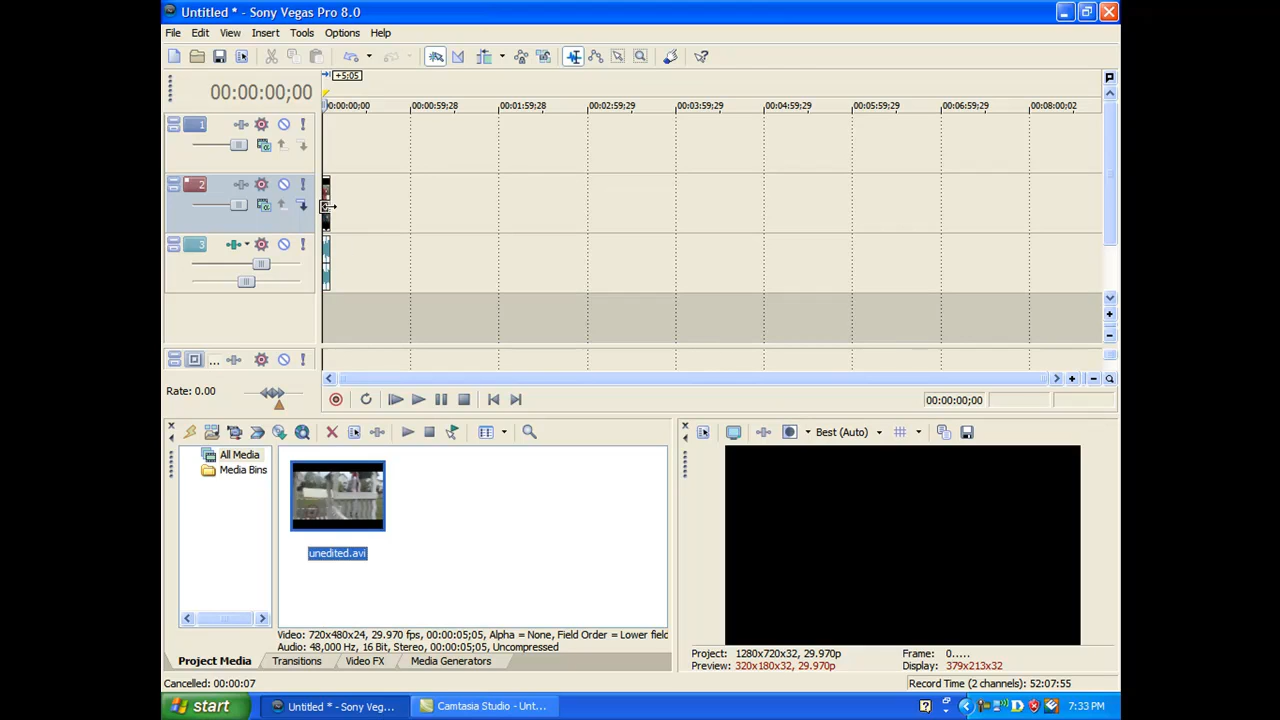 Untitled * - Sony Vegas Pro 8.0
File Edit View Insert Tools Options Help
+5;05
00:00:00;00
00:00:00;00 00:00:59;28 00:01:59;28 00:02:59;29 00:03:59;29 00:04:59;29 00:05:59;29 00:06:59;29 00:08:00;02
1
2
3
...
Rate: 0.00
00:00:00;00
Best (Auto)
All Media
Media Bins
unedited.avi
Video: 720x480x24, 29.970 fps, 00:00:05;05, Alpha = None, Field Order = Lower field
Audio: 48,000 Hz, 16 Bit, Stereo, 00:00:05;05, Uncompressed
Project Media Transitions Video FX Media Generators
Project: 1280x720x32, 29.970p Frame: 0.....
Preview: 320x180x32, 29.970p Display: 379x213x32
Cancelled: 00:00:07 Record Time (2 channels): 52:07:55
start Untitled * - Sony Veg... Camtasia Studio - Unt... 7:33 PM